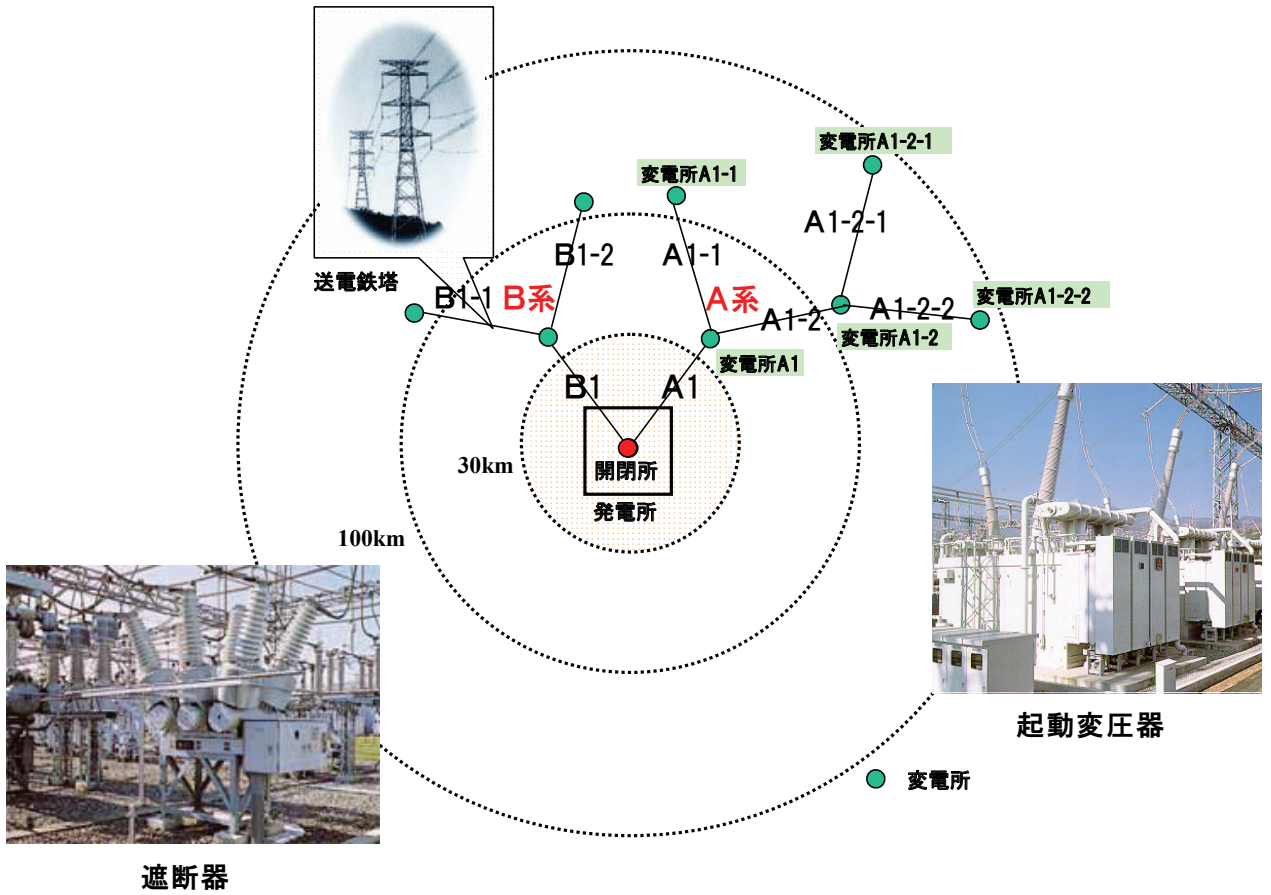 変電所A1-2-1
変電所A1-1
A1-2-1
B1-2
A1-1
送電鉄塔
B1-1
B系
A系
A1-2
A1-2-2
変電所A1-2-2
変電所A1-2
変電所A1
B1
A1
30km
開閉所
発電所
100km
起動変圧器
変電所
遮断器